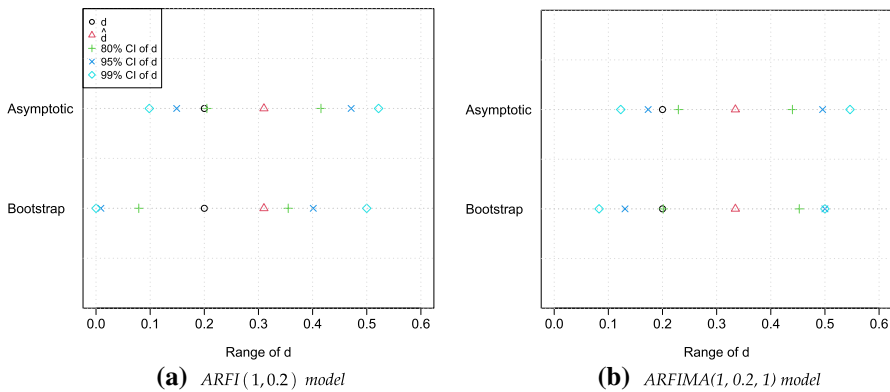 d
d̂
80% CI of d
95% CI of d
99% CI of d
Asymptotic
Bootstrap
0.0 0.1 0.2 0.3 0.4 0.5 0.6
Range of d
(a) ARFI (1, 0.2) model
Asymptotic
Bootstrap
0.0 0.1 0.2 0.3 0.4 0.5 0.6
Range of d
(b) ARFIMA(1, 0.2, 1) model